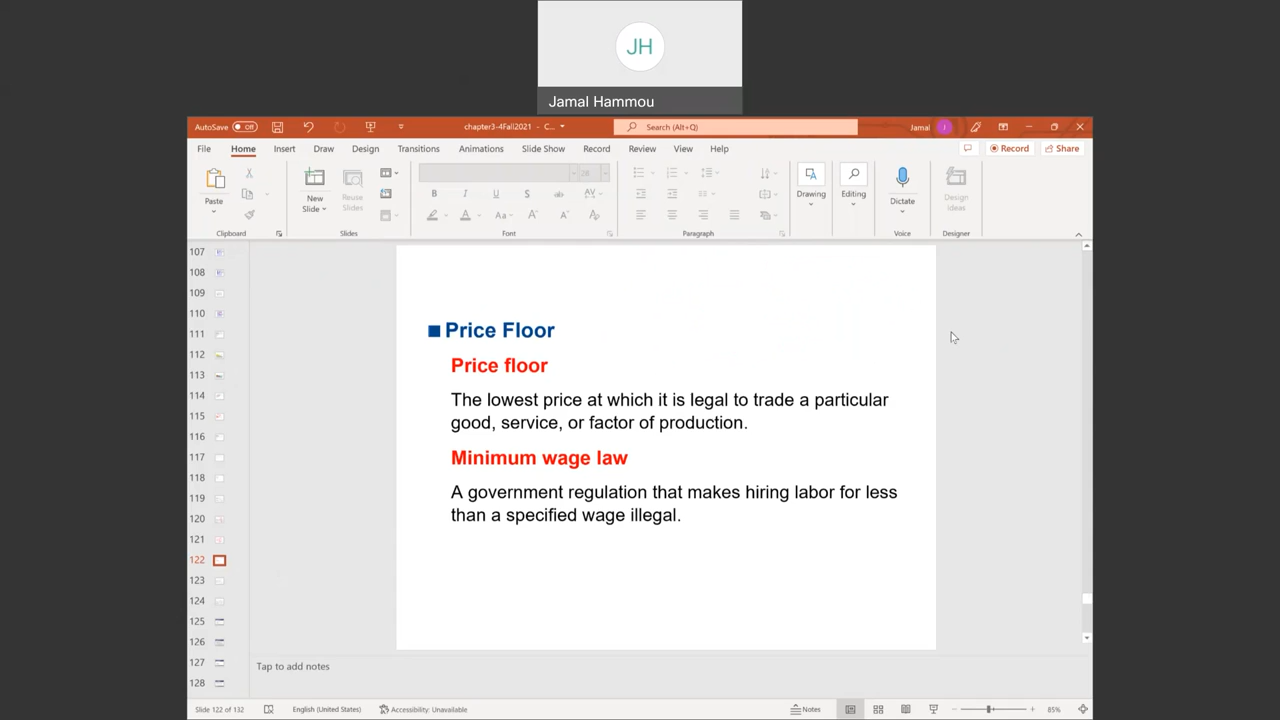 JH
Jamal Hammou
AutoSave Off chapter3-4Fall2021 - C... Search (Alt+Q) Jamal J
File Home Insert Draw Design Transitions Animations Slide Show Record Review View Help Record Share
Paste New Slide Reuse Slides Drawing Editing Dictate Design Ideas
Clipboard Slides Font Paragraph Voice Designer
107
108
109
110
111
112
113
114
115
116
117
118
119
120
121
122
123
124
125
126
127
128
Price Floor
Price floor
The lowest price at which it is legal to trade a particular
good, service, or factor of production.
Minimum wage law
A government regulation that makes hiring labor for less
than a specified wage illegal.
Tap to add notes
Slide 122 of 132 English (United States) Accessibility: Unavailable Notes 85%